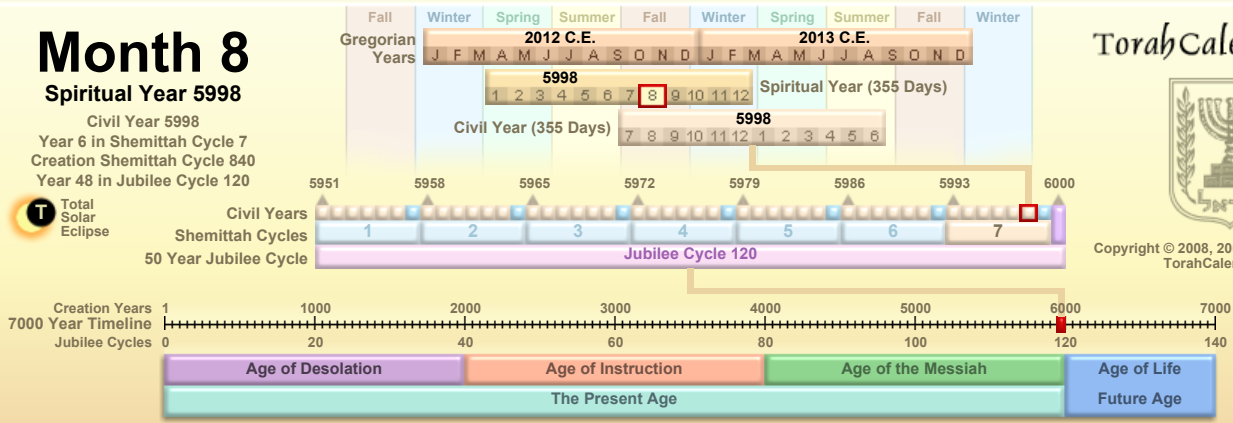 Month 8
Spiritual Year 5998
Civil Year 5998
Year 6 in Shemittah Cycle 7
Creation Shemittah Cycle 840
Year 48 in Jubilee Cycle 120
T
Total
Solar
Eclipse
Fall Winter Spring Summer Fall Winter Spring Summer Fall Winter
Gregorian
Years
2012 C.E. 2013 C.E.
J F M A M J J A S O N D J F M A M J J A S O N D
5998
1 2 3 4 5 6 7 8 9 10 11 12
Spiritual Year (355 Days)
Civil Year (355 Days)
5998
7 8 9 10 11 12 1 2 3 4 5 6
5951 5958 5965 5972 5979 5986 5993 6000
Civil Years
Shemittah Cycles 1 2 3 4 5 6 7
50 Year Jubilee Cycle Jubilee Cycle 120
Creation Years 1 1000 2000 3000 4000 5000 6000 7000
7000 Year Timeline
Jubilee Cycles 0 20 40 60 80 100 120 140
Age of Desolation Age of Instruction Age of the Messiah Age of Life
The Present Age Future Age
Copyright © 2008, 20